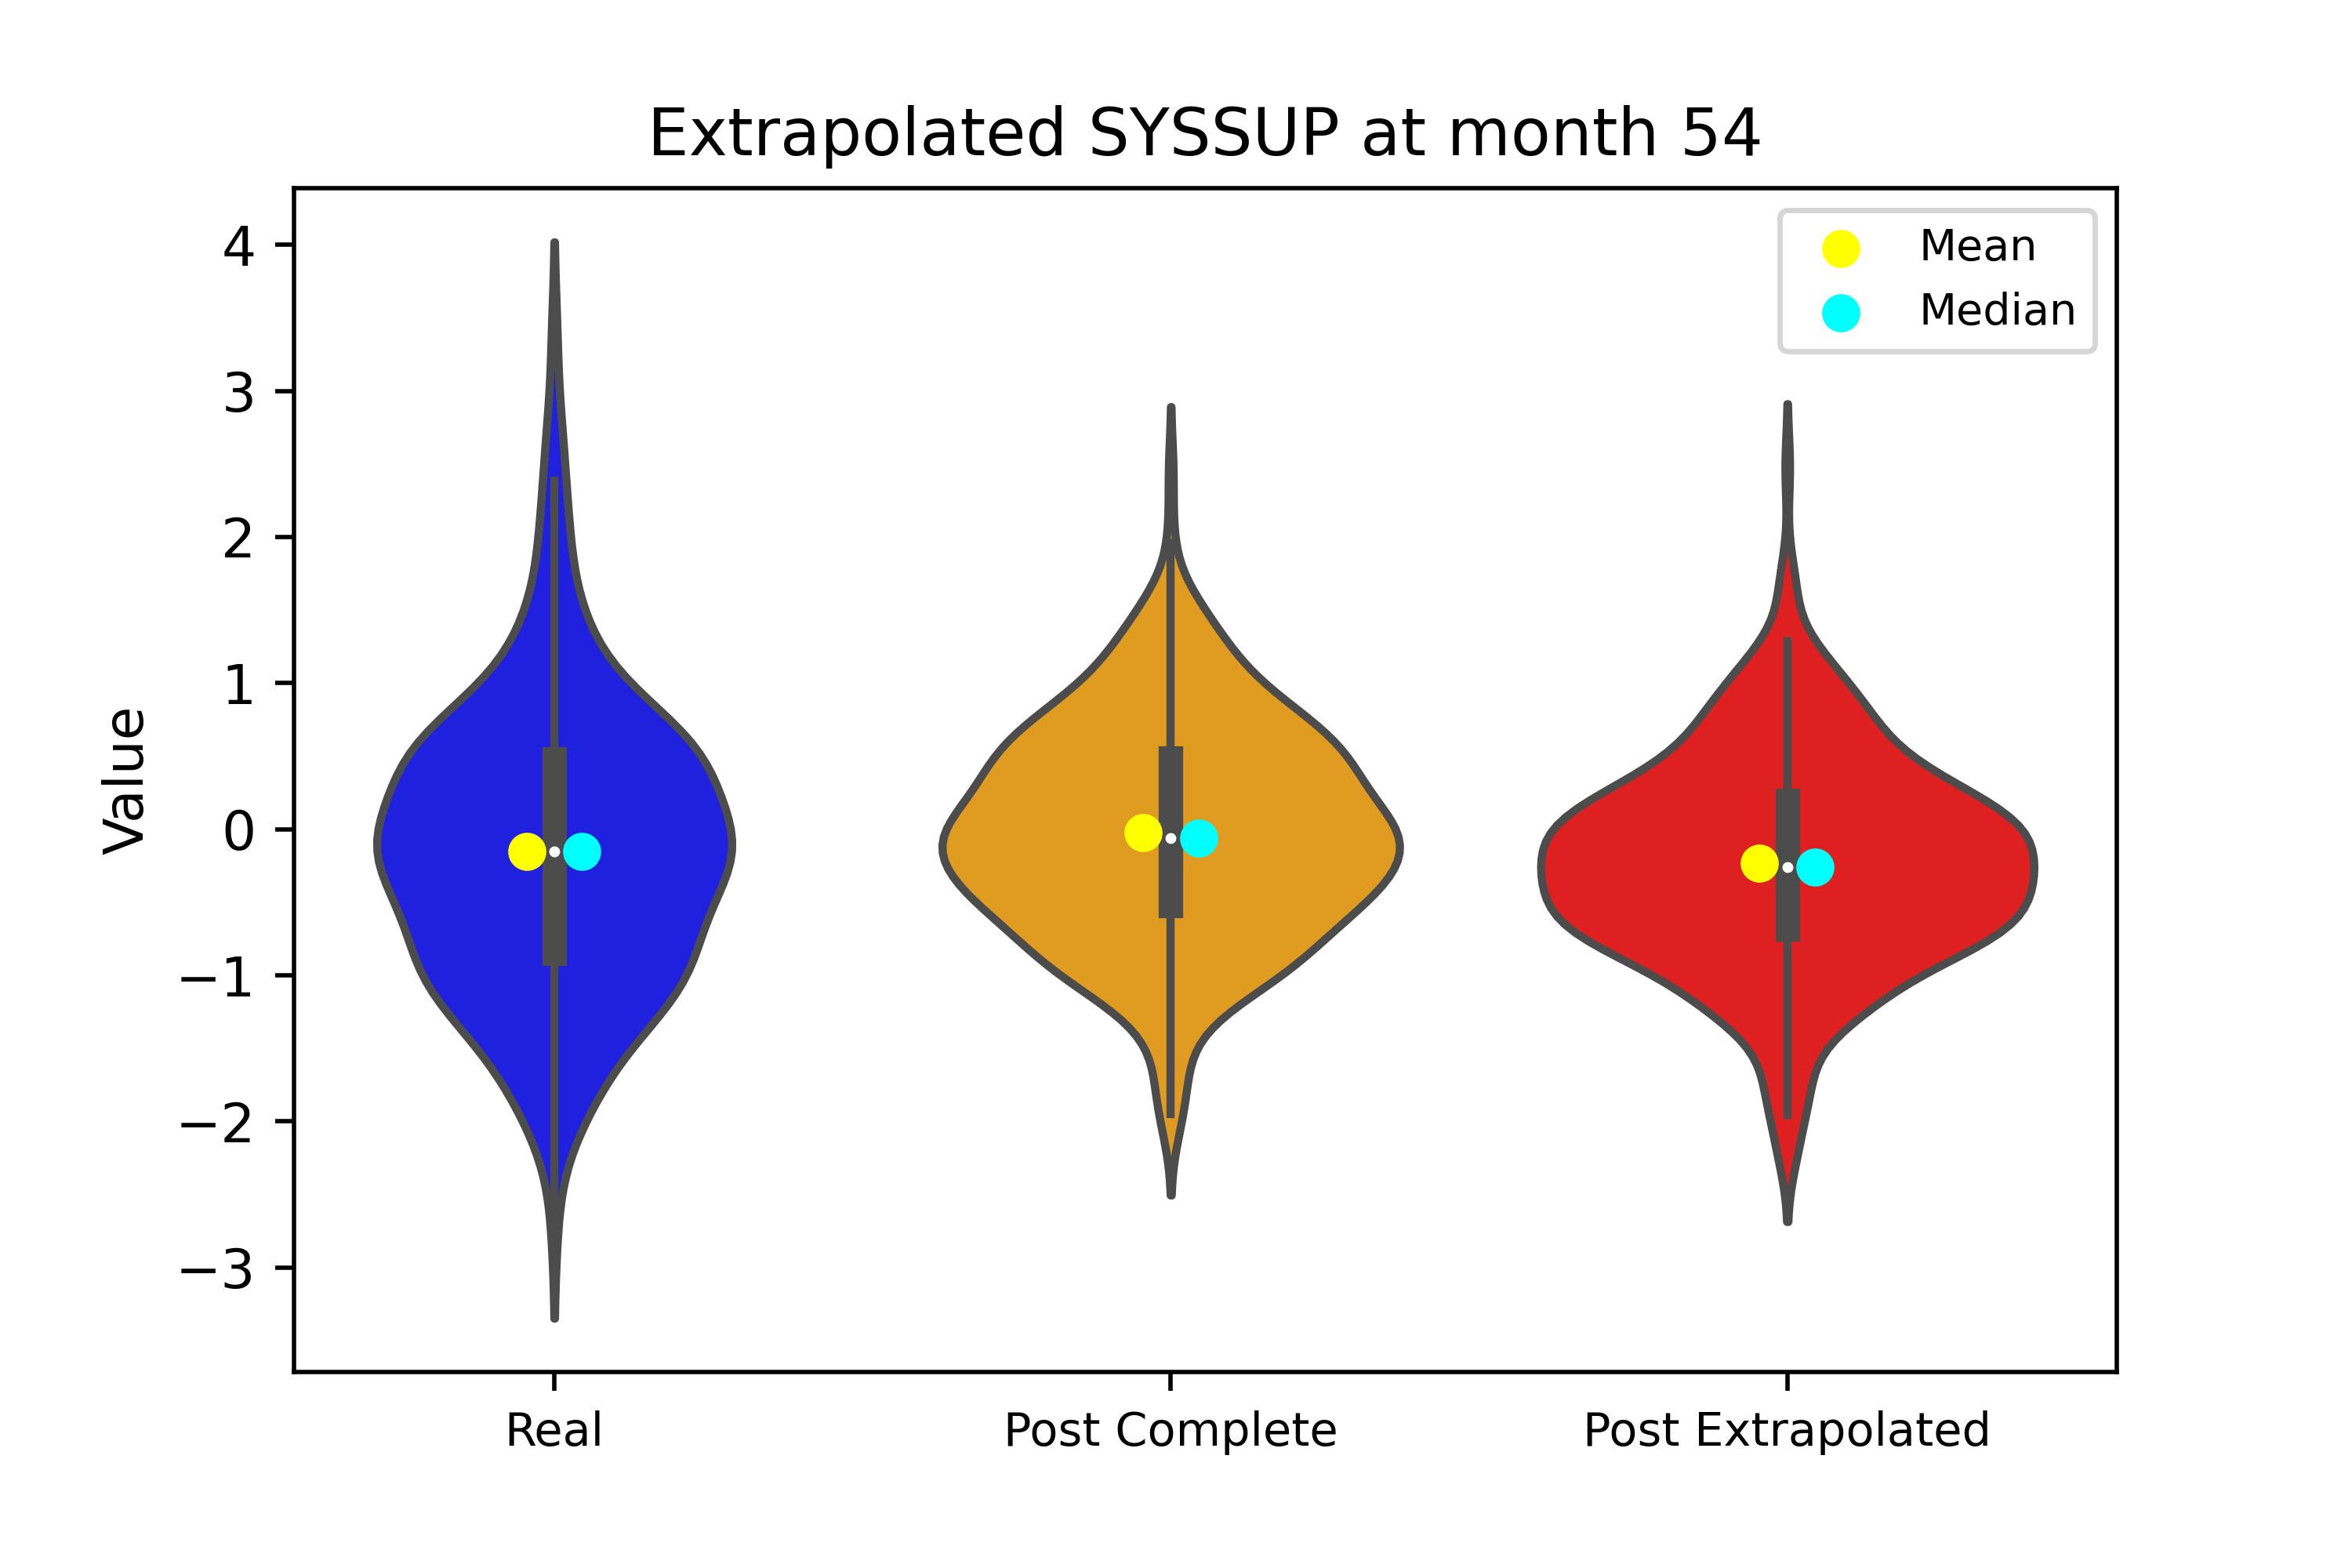 Extrapolated SYSSUP at month 54
Mean
Median
4
3
2
1
0
−1
−2
−3
Value
Real
Post Complete
Post Extrapolated